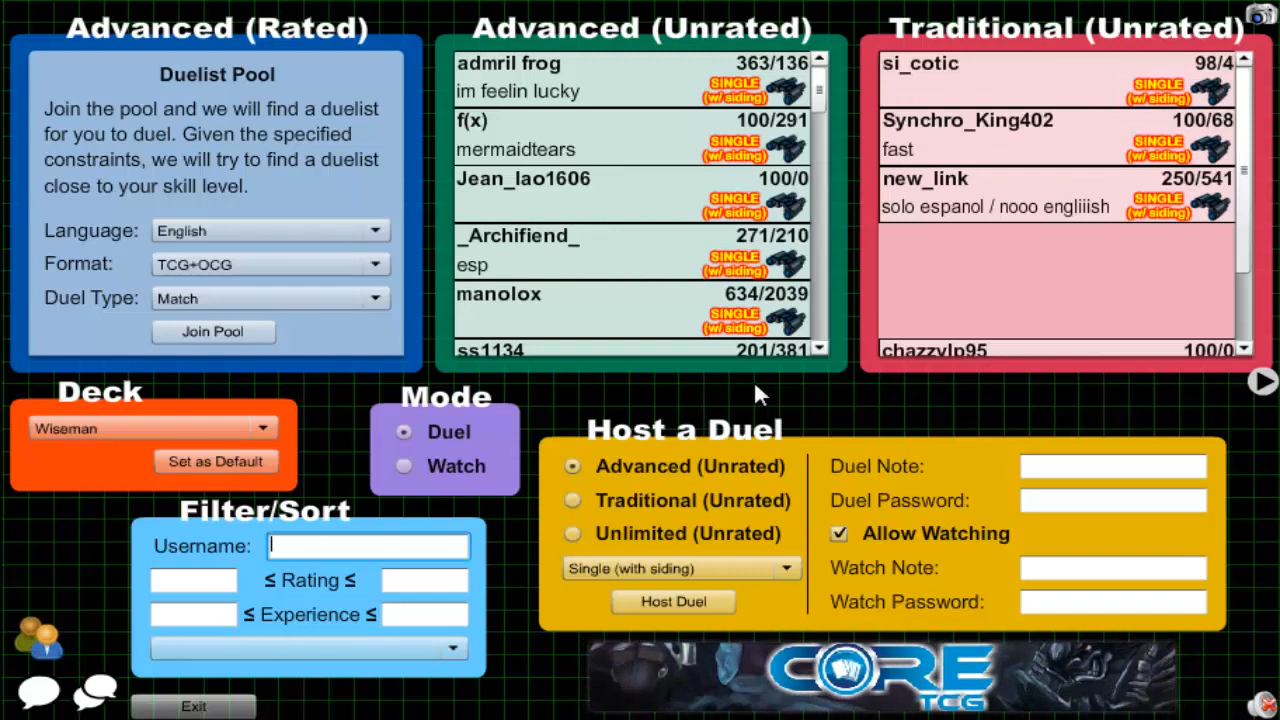 Advanced (Rated)
Duelist Pool
Join the pool and we will find a duelist
for you to duel. Given the specified
constraints, we will try to find a duelist
close to your skill level.
Language: English
Format: TCG+OCG
Duel Type: Match
Join Pool
Advanced (Unrated)
admril frog 363/136
im feelin lucky SINGLE
(w/ siding)
f(x) 100/291
mermaidtears SINGLE
(w/ siding)
Jean_lao1606 100/0
SINGLE
(w/ siding)
_Archifiend_ 271/210
esp SINGLE
(w/ siding)
manolox 634/2039
SINGLE
(w/ siding)
ss1134 201/381
Traditional (Unrated)
si_cotic 98/4
SINGLE
(w/ siding)
Synchro_King402 100/68
fast SINGLE
(w/ siding)
new_link 250/541
solo espanol / nooo engliiish SINGLE
(w/ siding)
chazzylp95 100/0
Deck
Wiseman
Set as Default
Mode
Duel
Watch
Filter/Sort
Username:
≤ Rating ≤
≤ Experience ≤
Exit
Host a Duel
Advanced (Unrated)
Traditional (Unrated)
Unlimited (Unrated)
Single (with siding)
Host Duel
Duel Note:
Duel Password:
Allow Watching
Watch Note:
Watch Password:
CORE
TCG